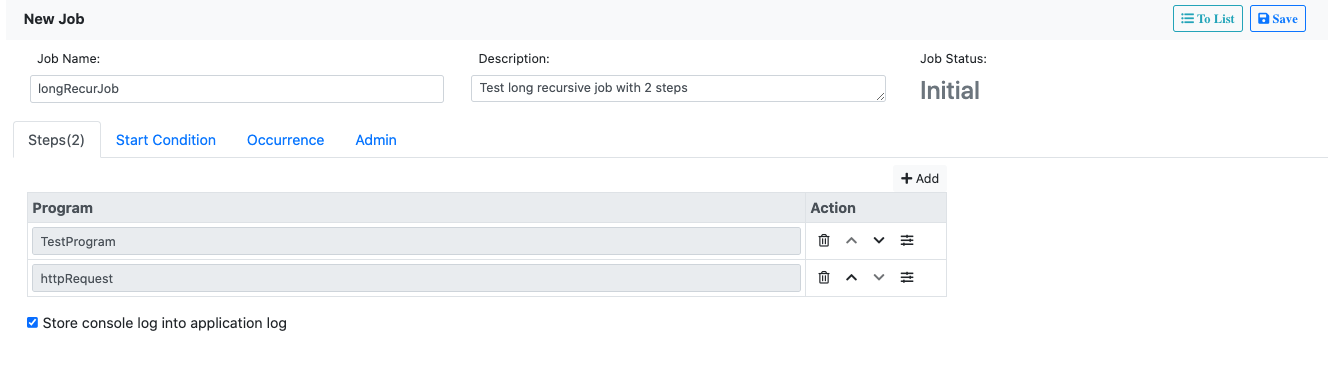 New Job
To List
Save
Job Name:
Description:
Job Status:
longRecurJob
Test long recursive job with 2 steps
Initial
Steps(2)
Start Condition
Occurrence
Admin
Add
Program
Action
TestProgram
httpRequest
Store console log into application log